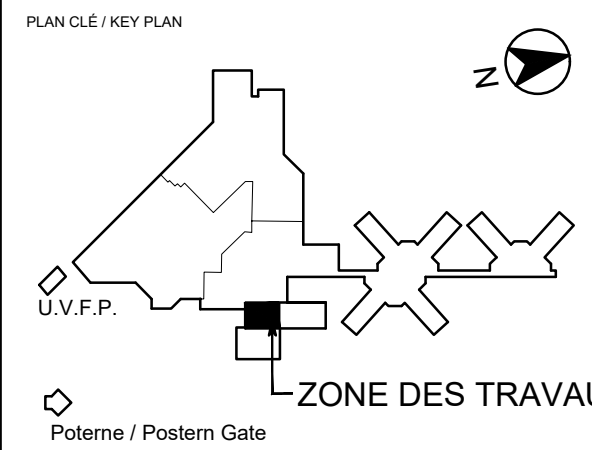 PLAN CLÉ / KEY PLAN
N
U.V.F.P.
ZONE DES TRAVAU
Poterne / Postern Gate